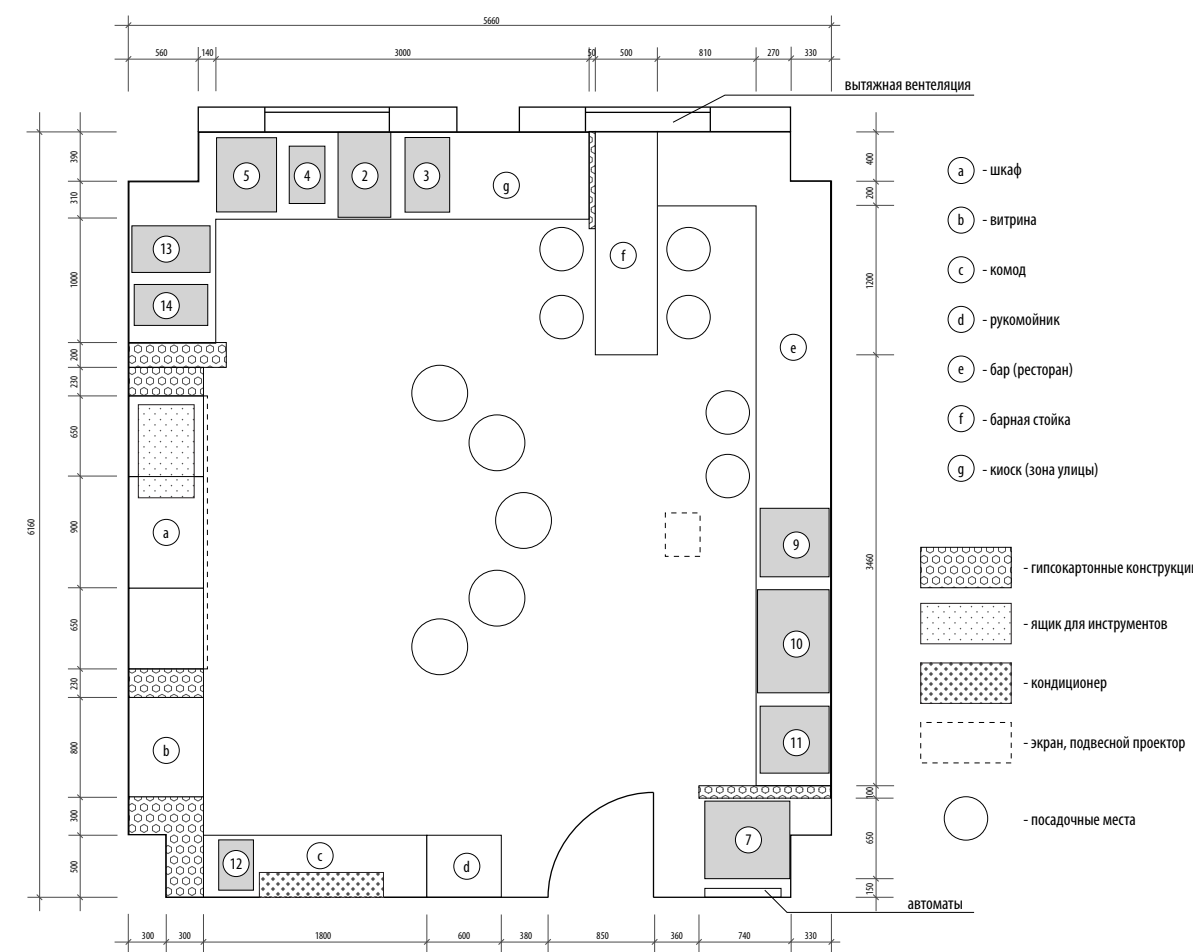 5660
560
140
3000
50
500
810
270
330
вытяжная вентеляция
6160
390
310
1000
200
230
650
900
650
230
800
300
500
400
200
1200
3460
100
650
150
5
4
2
3
g
13
14
f
e
a
9
10
b
11
12
c
d
7
автоматы
300
300
1800
600
380
850
360
740
330
a - шкаф
b - витрина
c - комод
d - рукомойник
e - бар (ресторан)
f - барная стойка
g - киоск (зона улицы)
- гипсокартонные конструкци
- ящик для инструментов
- кондиционер
- экран, подвесной проектор
- посадочные места